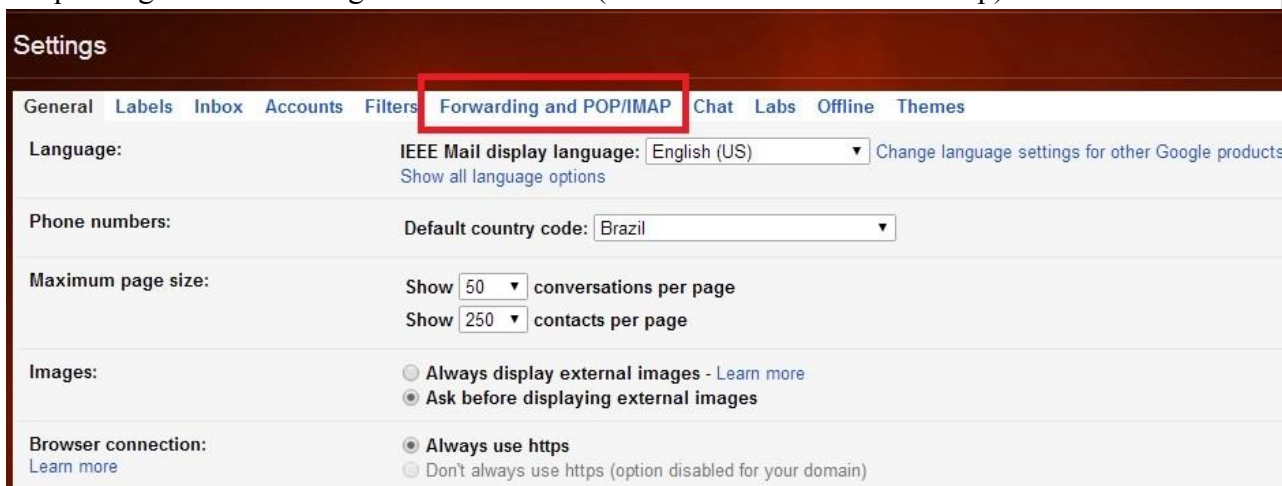 Settings
General Labels Inbox Accounts Filters Forwarding and POP/IMAP Chat Labs Offline Themes
Language: IEEE Mail display language: English (US) Change language settings for other Google products
Show all language options
Phone numbers: Default country code: Brazil
Maximum page size: Show 50 conversations per page
Show 250 contacts per page
Images: Always display external images - Learn more
Ask before displaying external images
Browser connection: Always use https
Learn more Don't always use https (option disabled for your domain)